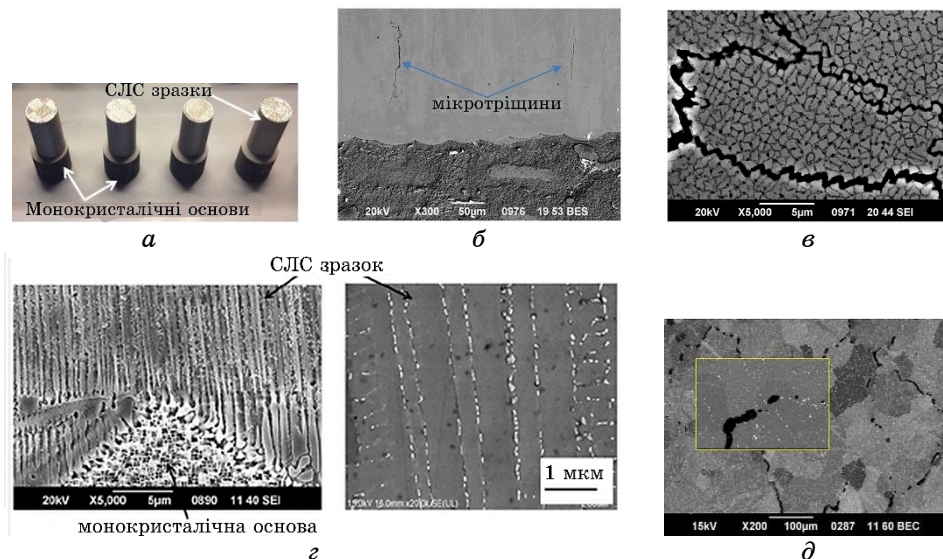 СЛС зразки
Монокристалічні основи
а
мікротріщини
20kV X300 50µm 0976 19 53 BES
б
20kV X5,000 5µm 0971 20 44 SEI
в
СЛС зразок
20kV X5,000 5µm 0890 11 40 SEI
монокристалічна основа
1 мкм
г
15kV X200 100µm 0287 11 60 BEC
д